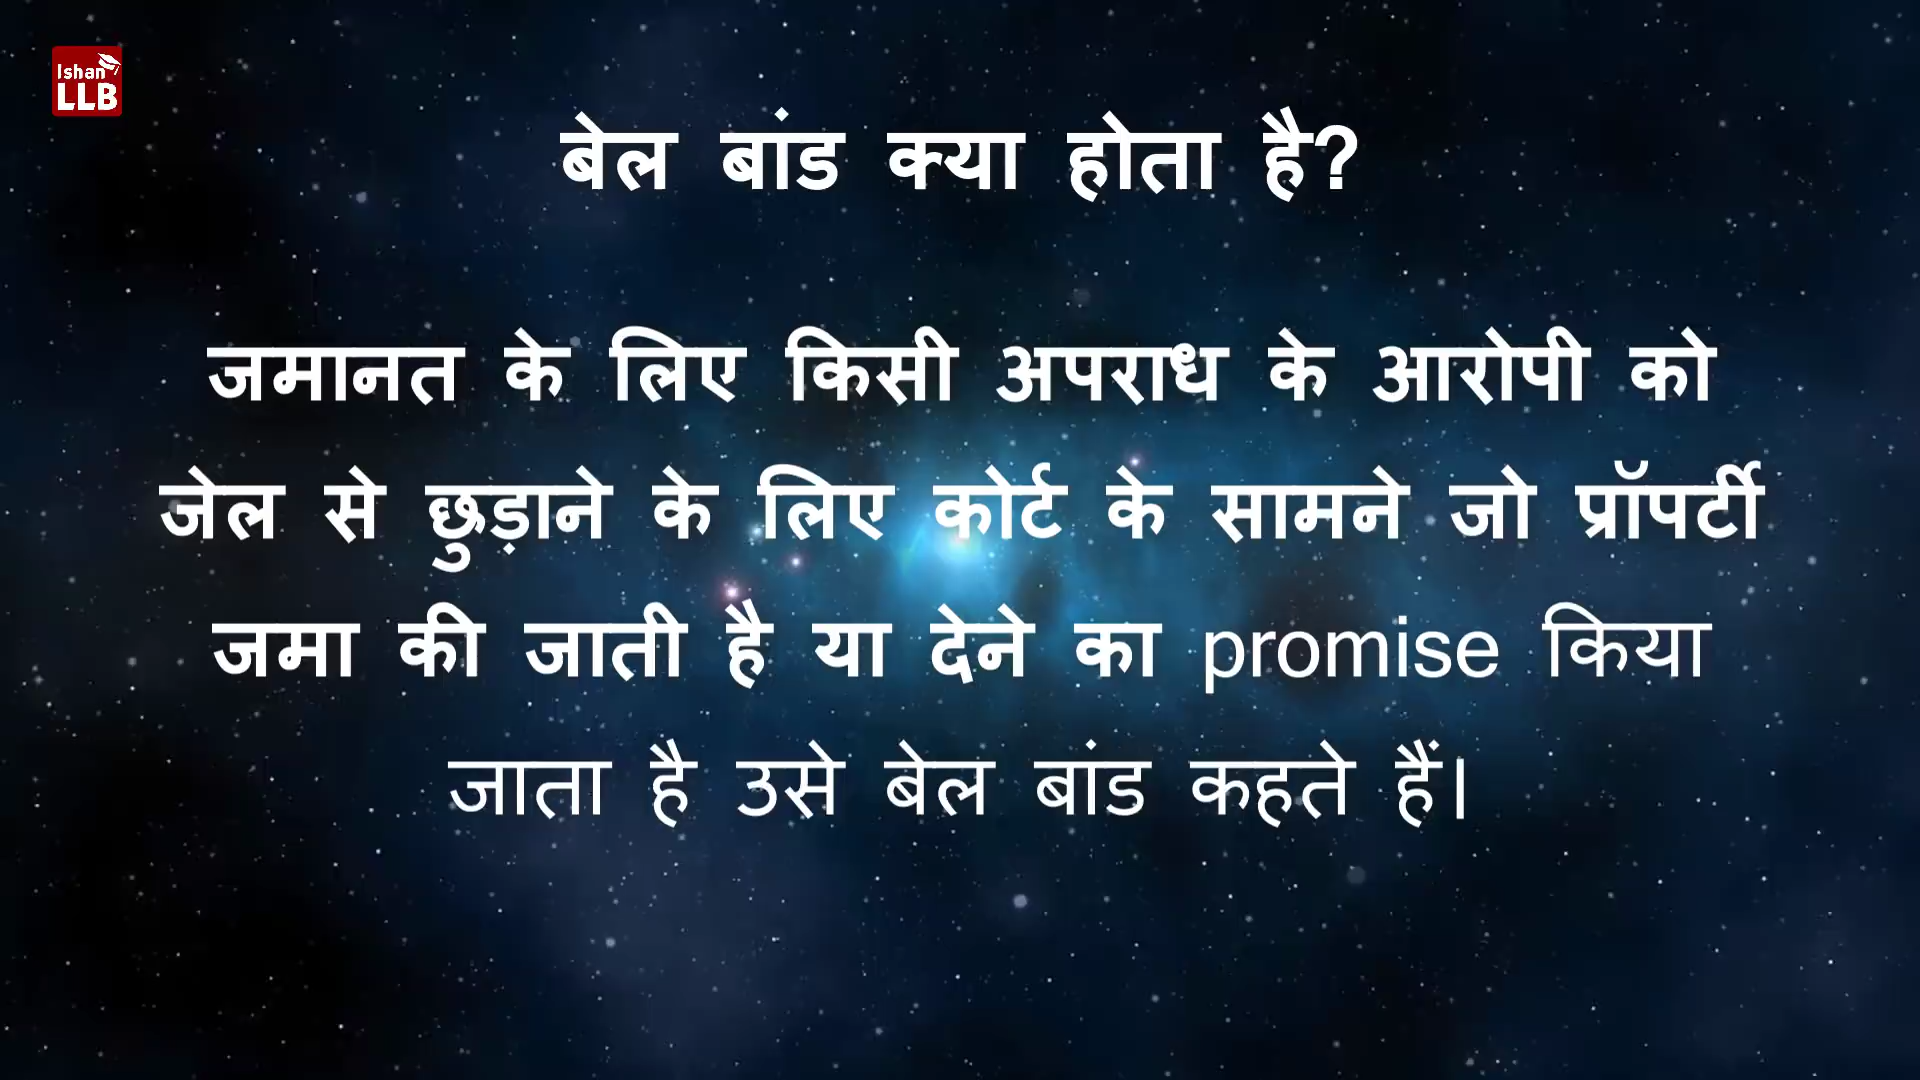 Ishan
LLB
बेल बांड क्या होता है?
जमानत के लिए किसी अपराध के आरोपी को
जेल से छुड़ाने के लिए कोर्ट के सामने जो प्रॉपर्टी
जमा की जाती है या देने का promise किया
जाता है उसे बेल बांड कहते हैं।